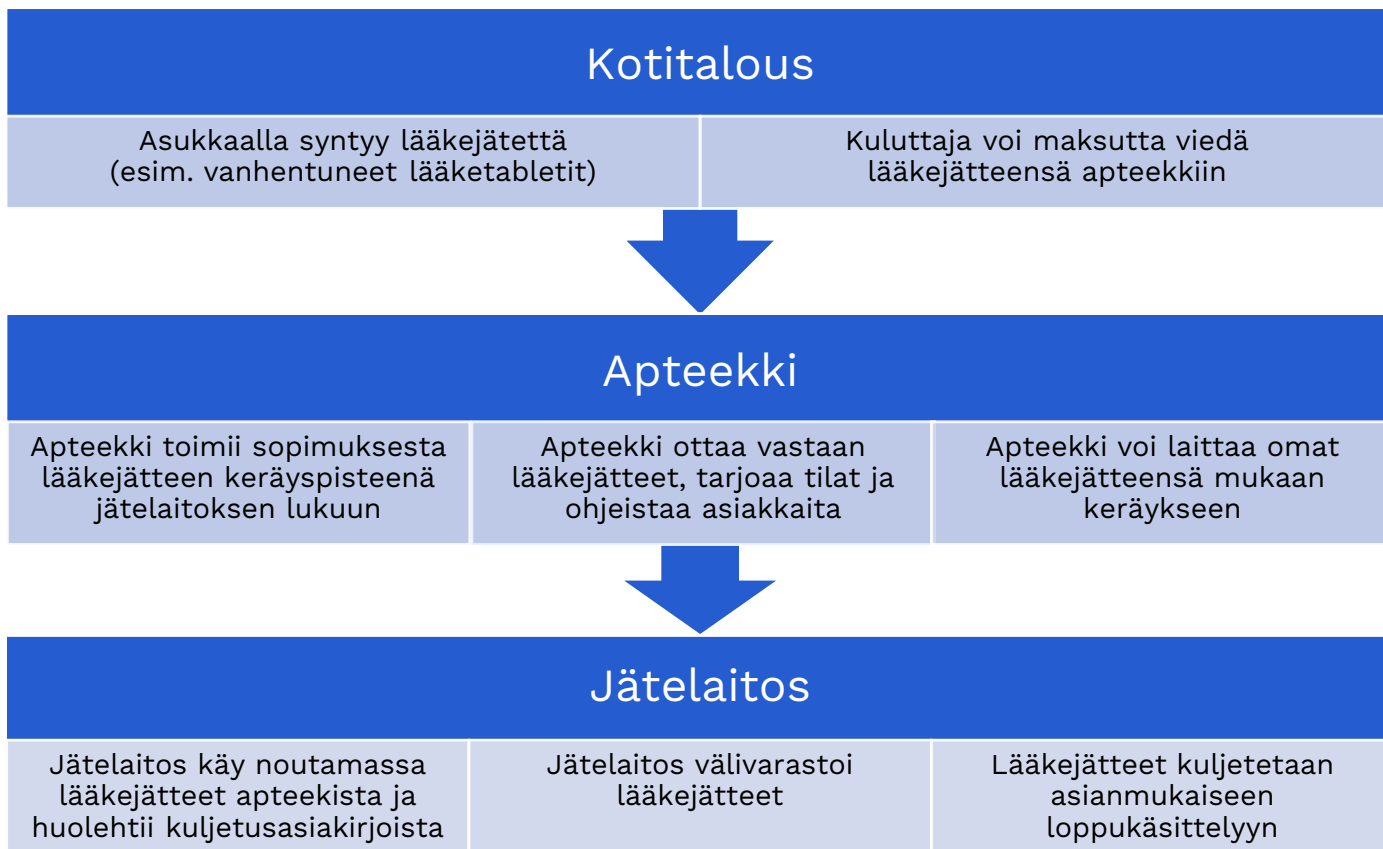 Kotitalous
Asukkaalla syntyy lääkejätettä
(esim. vanhentuneet lääketabletit)
Kuluttaja voi maksutta viedä
lääkejätteensä apteekkiin
Apteekki
Apteekki toimii sopimuksesta
lääkejätteen keräyspisteenä
jätelaitoksen lukuun
Apteekki ottaa vastaan
lääkejätteet, tarjoaa tilat ja
ohjeistaa asiakkaita
Apteekki voi laittaa omat
lääkejätteensä mukaan
keräykseen
Jätelaitos
Jätelaitos käy noutamassa
lääkejätteet apteekista ja
huolehtii kuljetusasiakirjoista
Jätelaitos välivarastoi
lääkejätteet
Lääkejätteet kuljetetaan
asianmukaiseen
loppukäsittelyyn